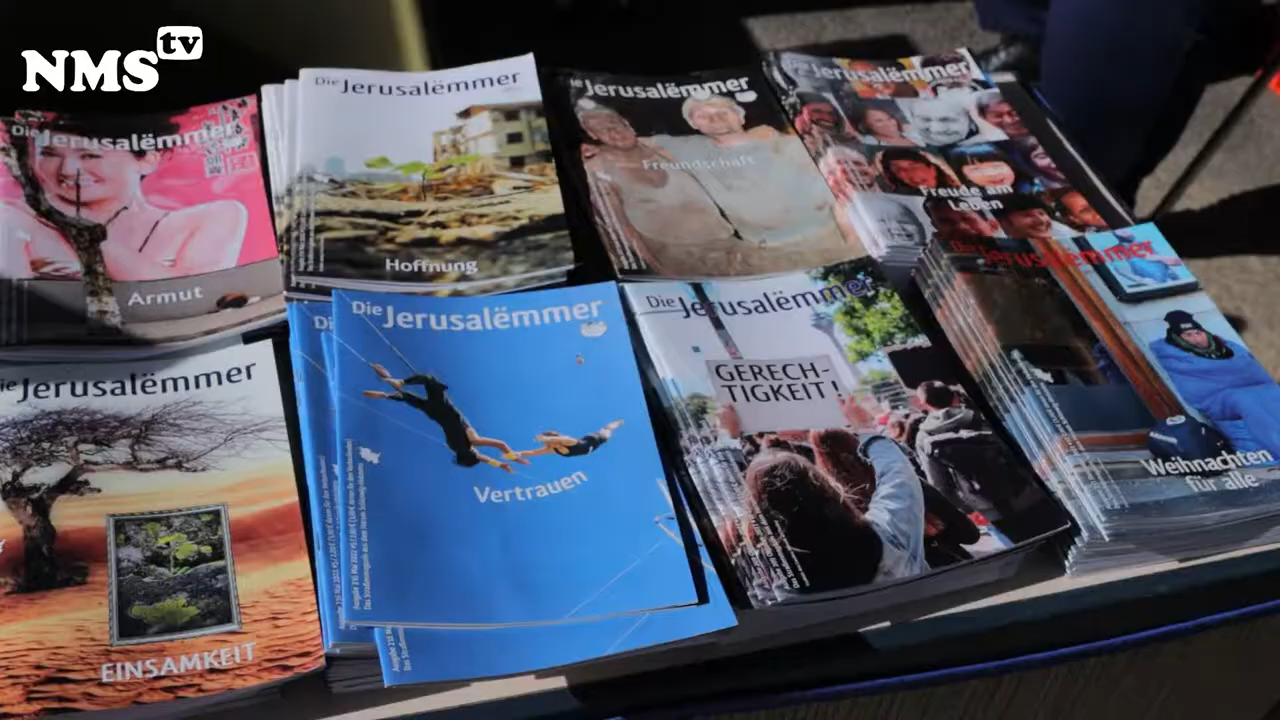 NMS tv
Die Jerusalëmmer
Armut
Die Jerusalëmmer
Hoffnung
Jerusalëmmer
Freundschaft
Die Jerusalëmmer
Freude am
Leben
Die Jerusalëmmer
EINSAMKEIT
Di
Die Jerusalëmmer
Vertrauen
Die Jerusalëmmer
GERECH-
TIGKEIT!
Die Jerusalëmmer
Weihnachten
für alle